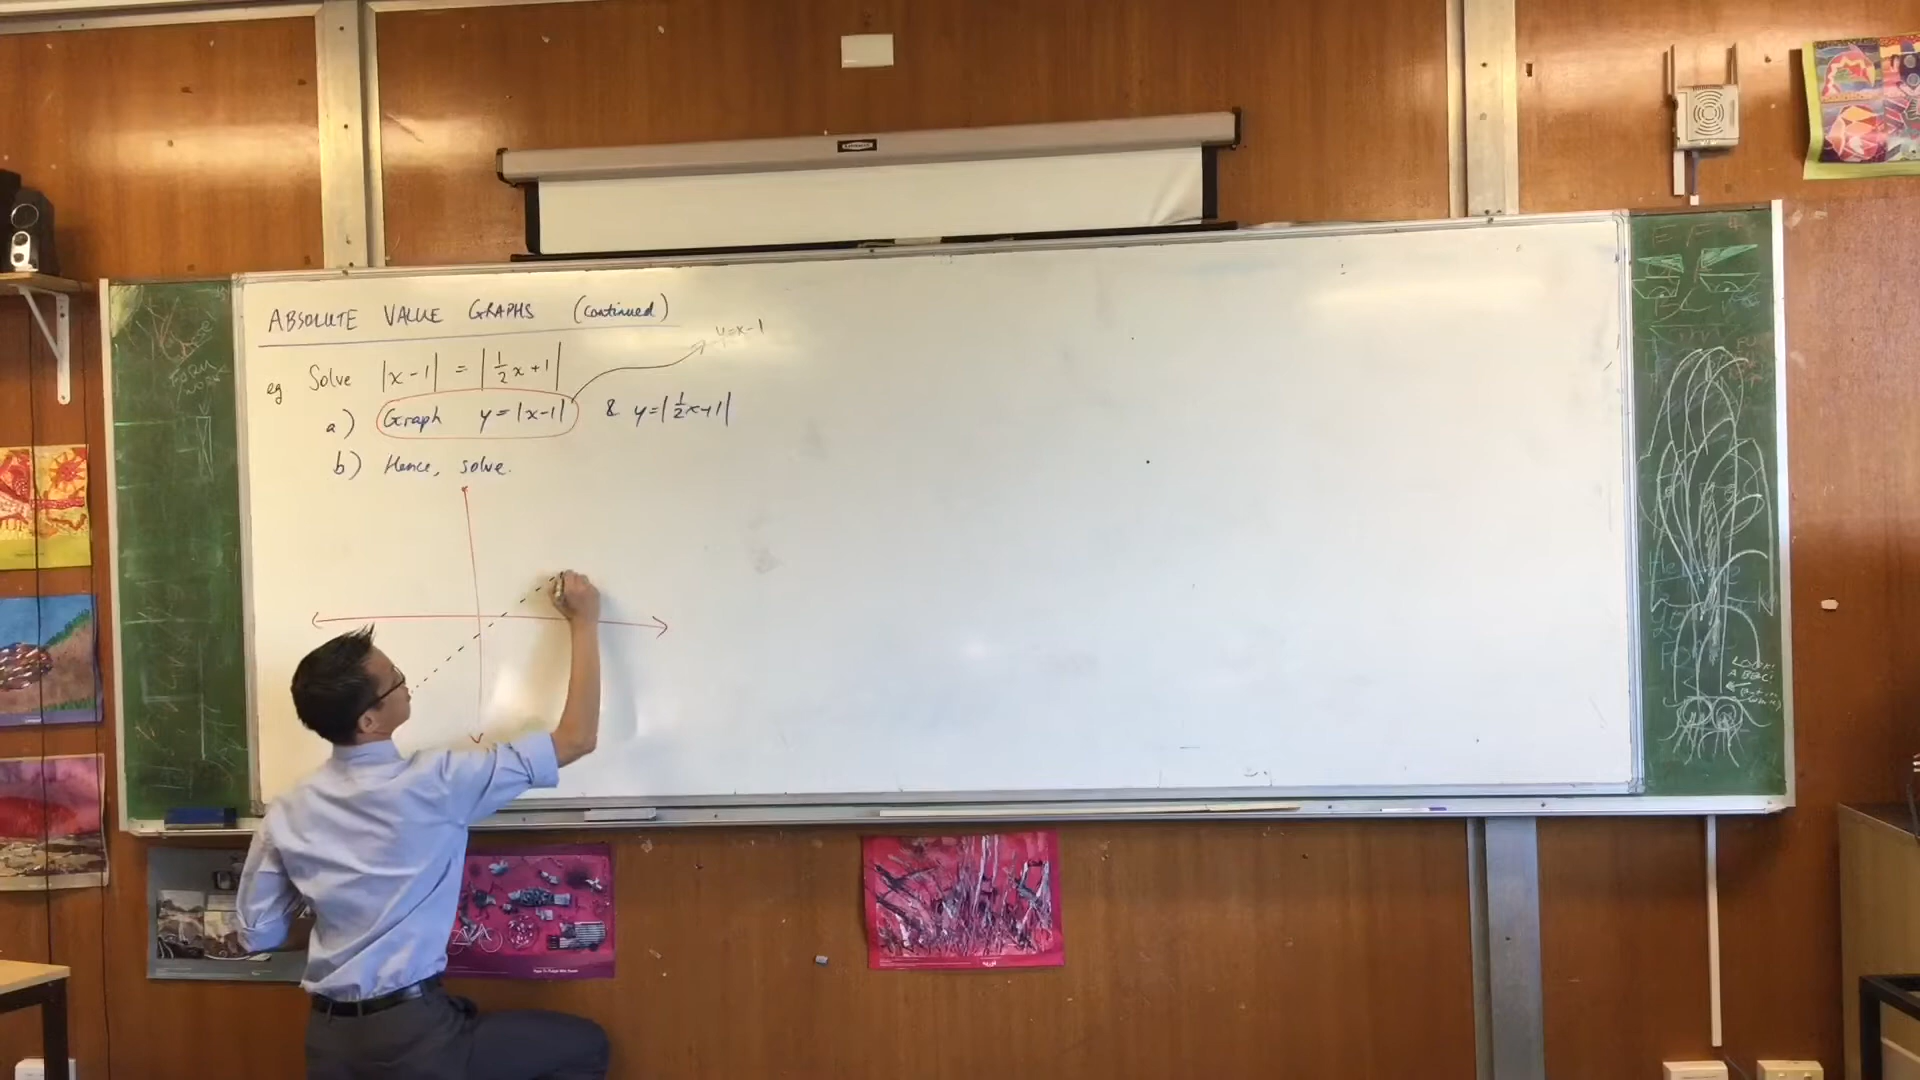 ABSOLUTE VALUE GRAPHS (continued)
y=x-1
eg Solve |x-1| = |½x+1|
a) Graph y=|x-1| & y=|½x+1|
b) Hence, solve.